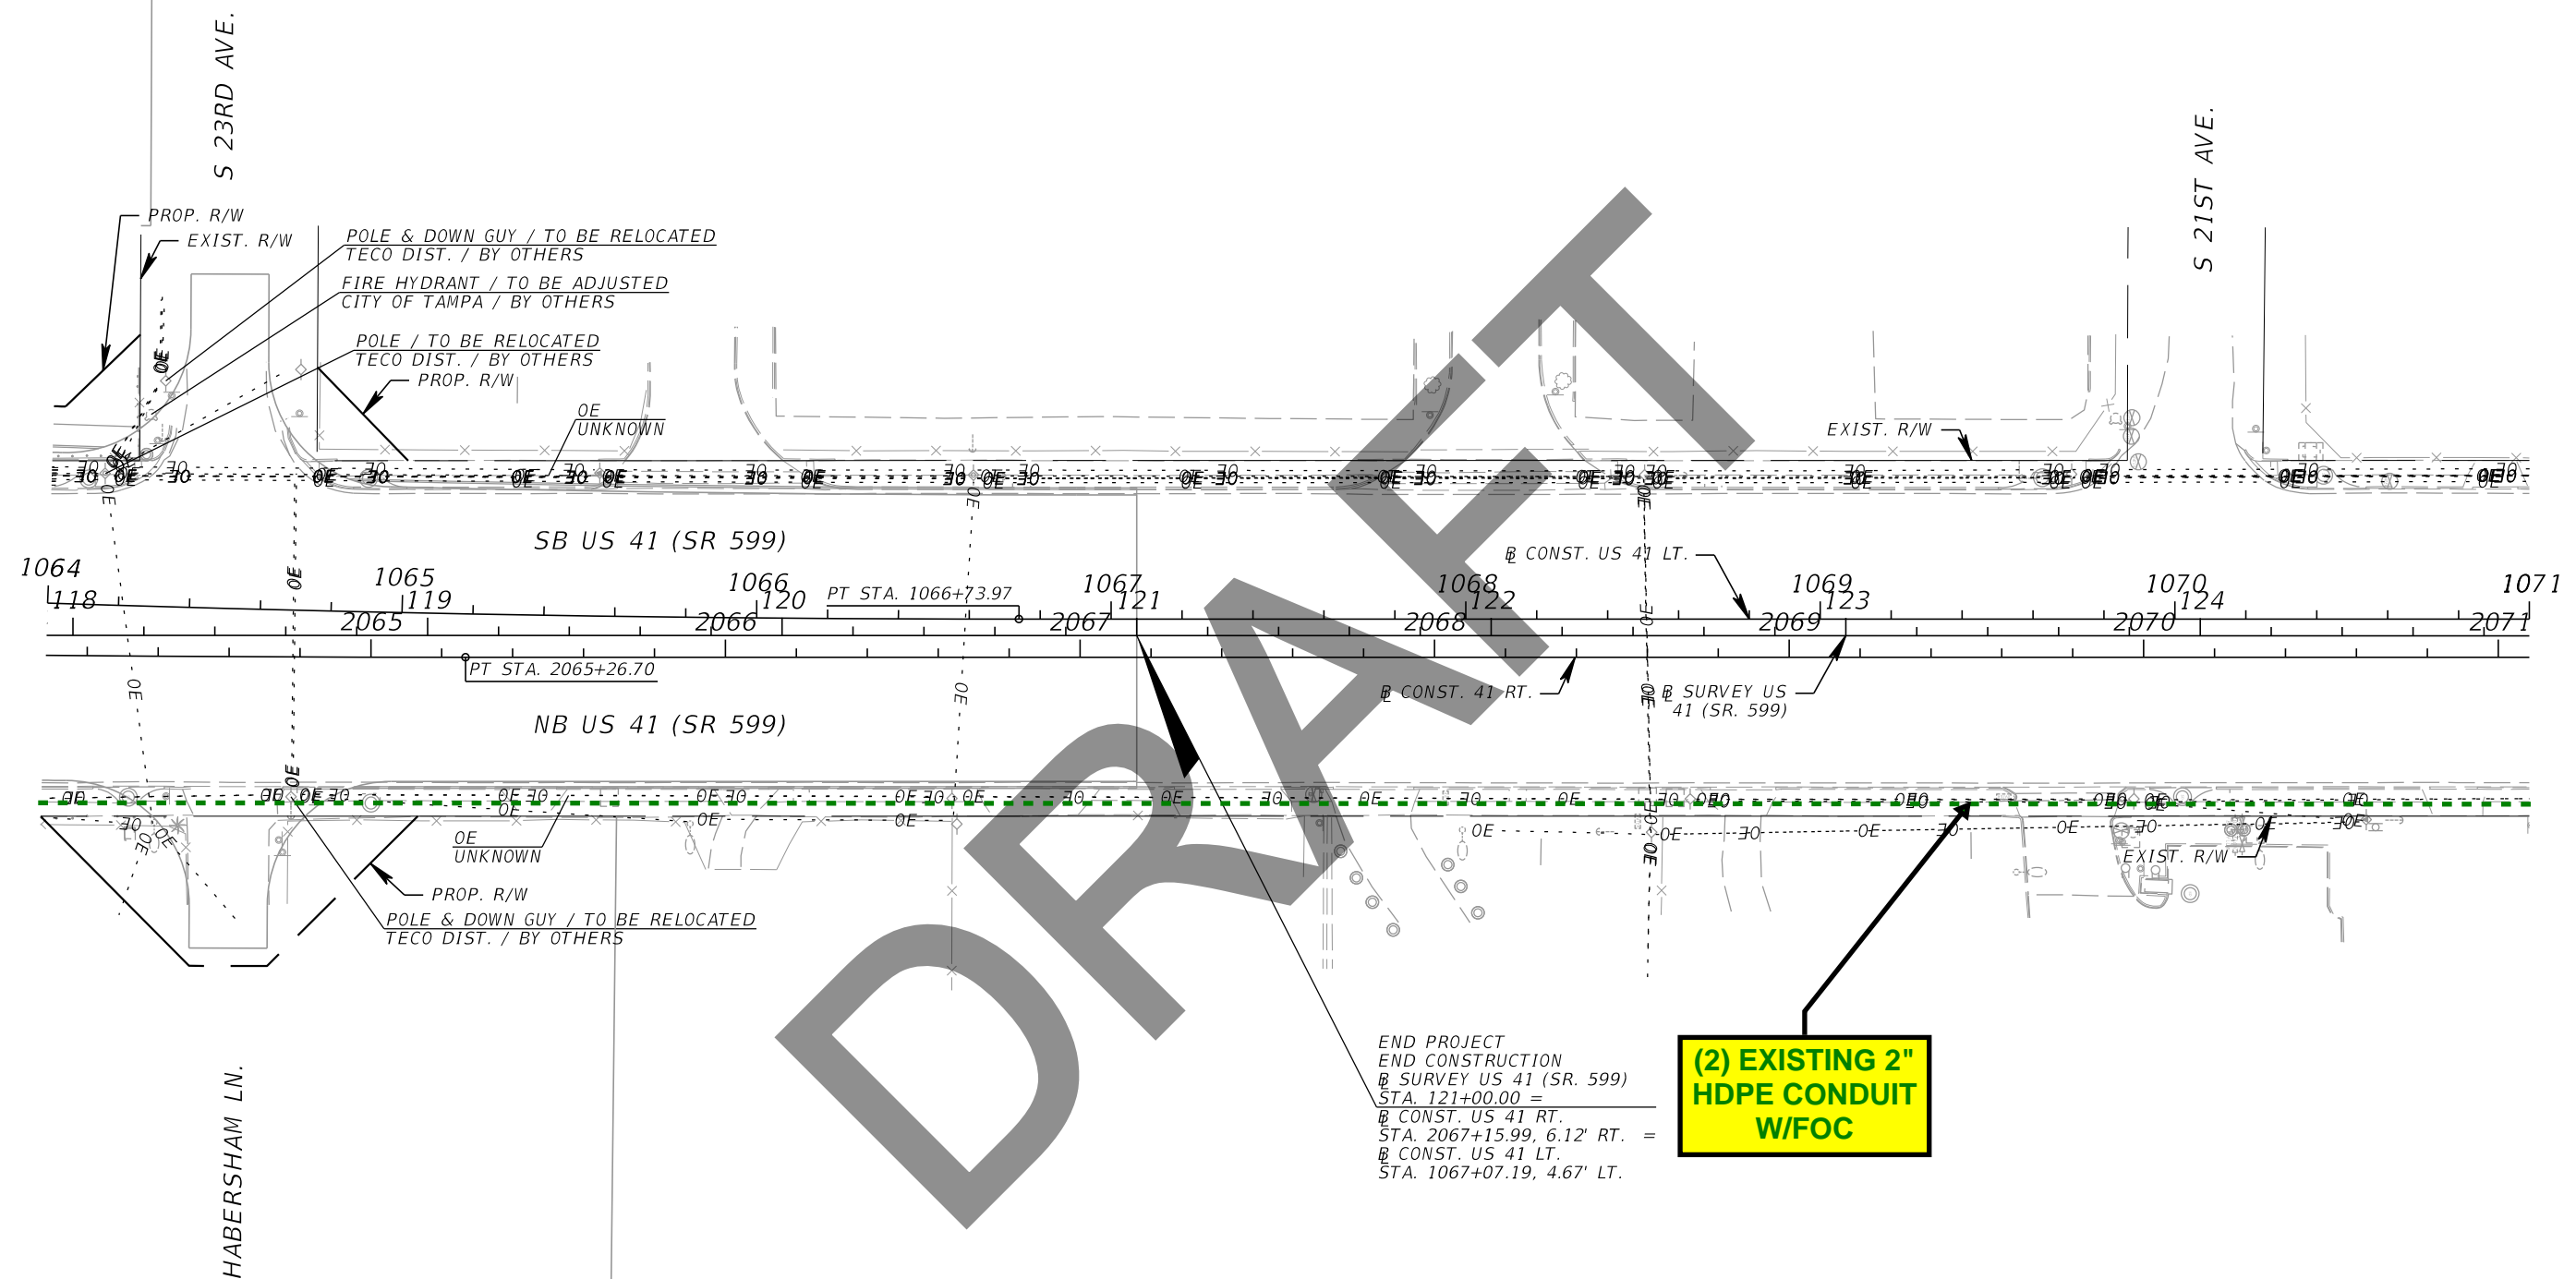 S 23RD AVE.
S 21ST AVE.
PROP. R/W
EXIST. R/W
POLE & DOWN GUY / TO BE RELOCATED
TECO DIST. / BY OTHERS
FIRE HYDRANT / TO BE ADJUSTED
CITY OF TAMPA / BY OTHERS
POLE / TO BE RELOCATED
TECO DIST. / BY OTHERS
PROP. R/W
OE
UNKNOWN
EXIST. R/W
SB US 41 (SR 599)
BL CONST. US 41 LT.
1064 1065 1066 1067 1068 1069 1070 1071
PT STA. 1066+73.97
118 119 120 121 122 123 124
2065 2066 2067 2068 2069 2070 2071
PT STA. 2065+26.70
BL CONST. 41 RT.
BL SURVEY US
41 (SR. 599)
NB US 41 (SR 599)
OE
UNKNOWN
EXIST. R/W
PROP. R/W
POLE & DOWN GUY / TO BE RELOCATED
TECO DIST. / BY OTHERS
HABERSHAM LN.
END PROJECT
END CONSTRUCTION
BL SURVEY US 41 (SR. 599)
STA. 121+00.00 =
BL CONST. US 41 RT.
STA. 2067+15.99, 6.12' RT. =
BL CONST. US 41 LT.
STA. 1067+07.19, 4.67' LT.
(2) EXISTING 2"
HDPE CONDUIT
W/FOC
DRAFT